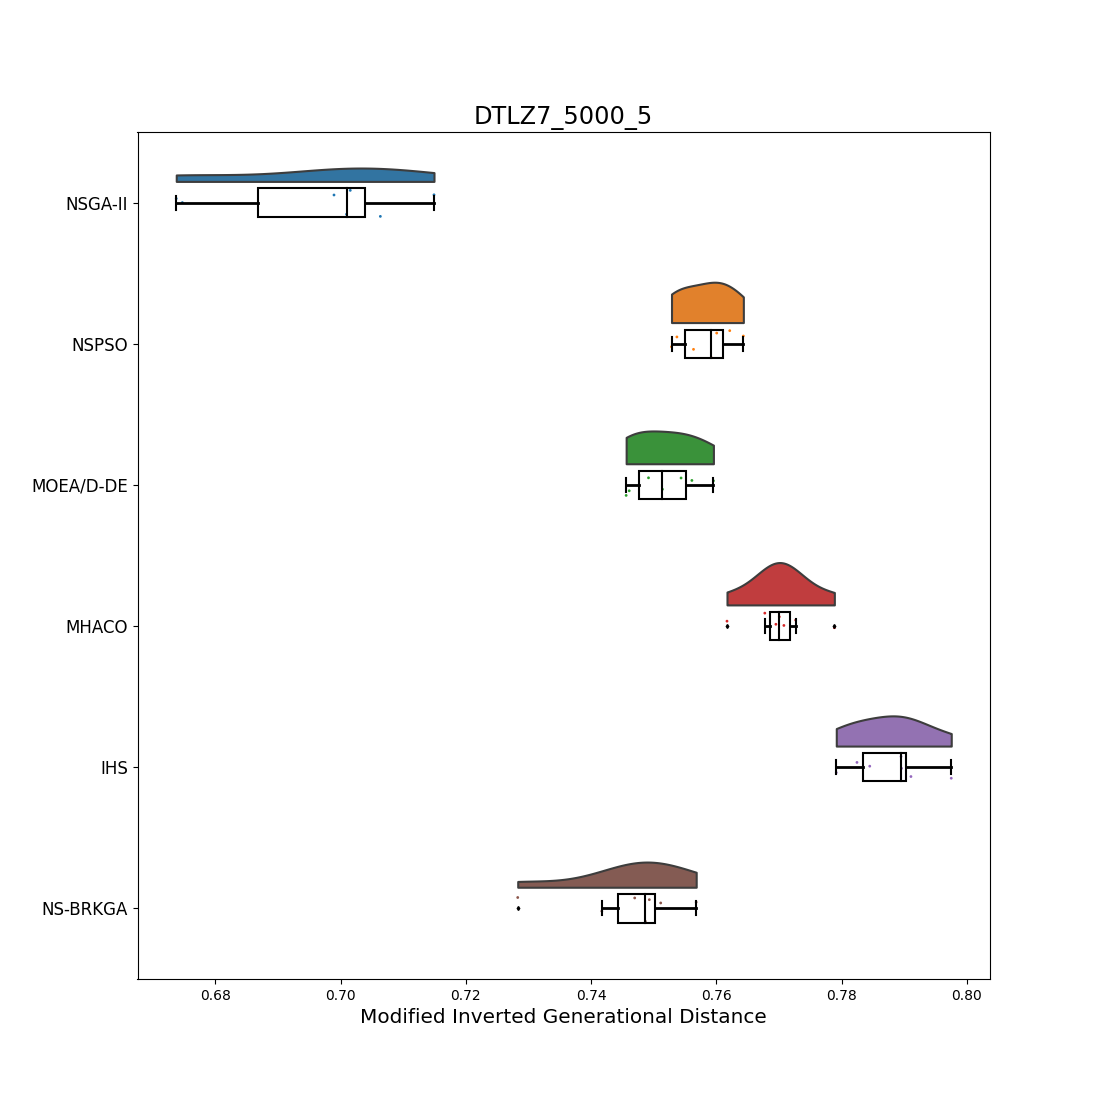 DTLZ7_5000_5
NSGA-II
NSPSO
MOEA/D-DE
MHACO
IHS
NS-BRKGA
0.68 0.70 0.72 0.74 0.76 0.78 0.80
Modified Inverted Generational Distance